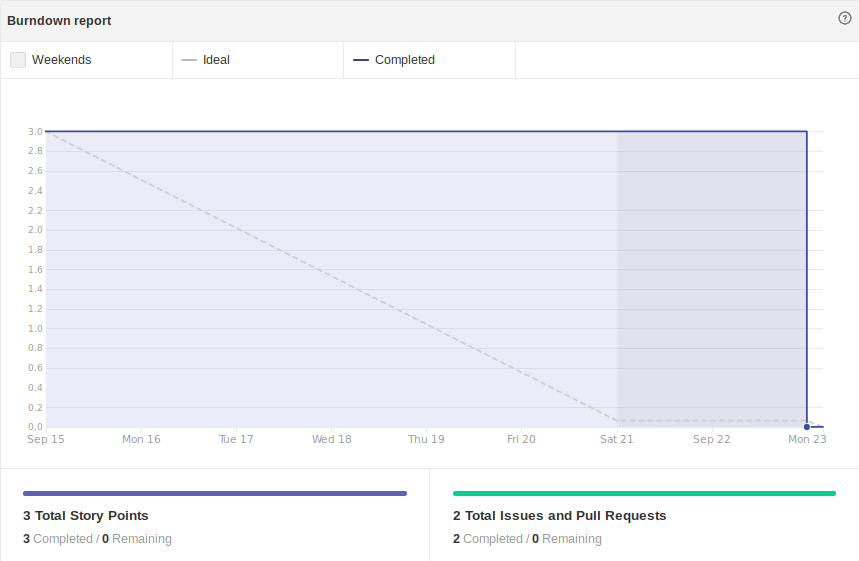 Burndown report
Weekends
Ideal
Completed
3.0
2.8
2.6
2.4
2.2
2.0
1.8
1.6
1.4
1.2
1.0
0.8
0.6
0.4
0.2
0.0
Sep 15 Mon 16 Tue 17 Wed 18 Thu 19 Fri 20 Sat 21 Sep 22 Mon 23
3 Total Story Points
3 Completed / 0 Remaining
2 Total Issues and Pull Requests
2 Completed / 0 Remaining